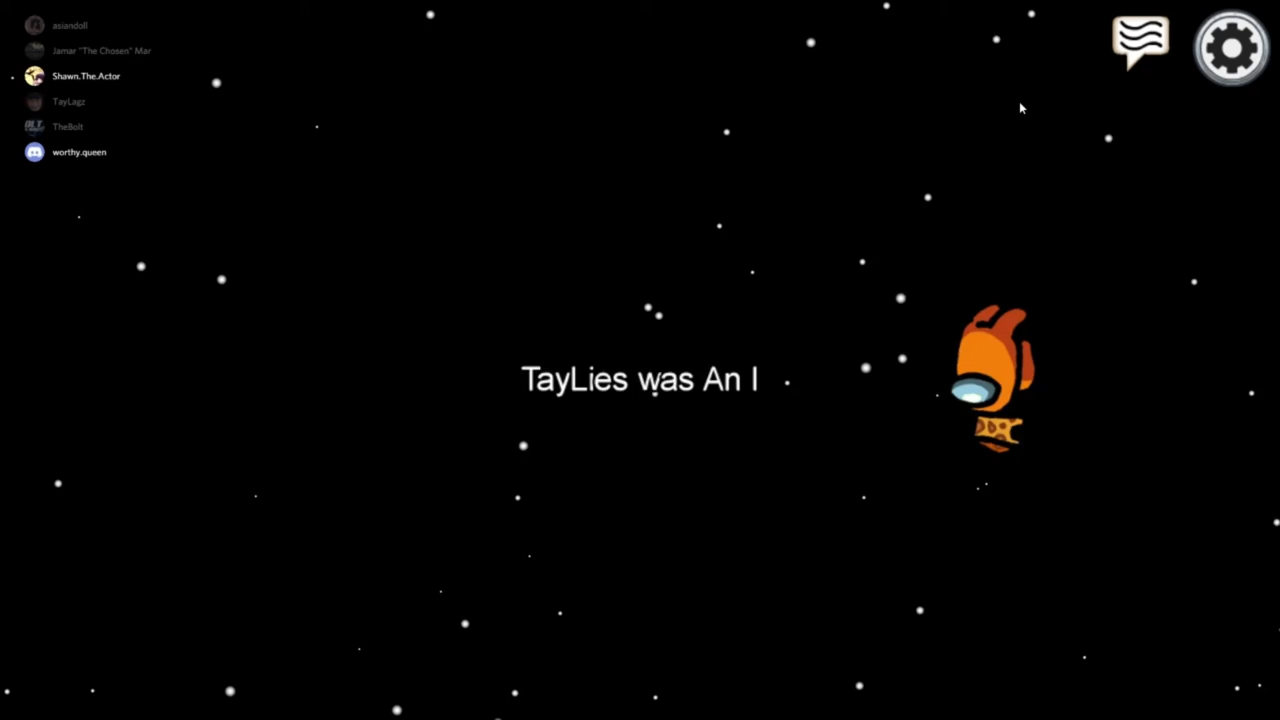 asiandoll
Jamar "The Chosen" Mar
Shawn.The.Actor
TayLagz
TheBolt
worthy.queen
TayLies was An I